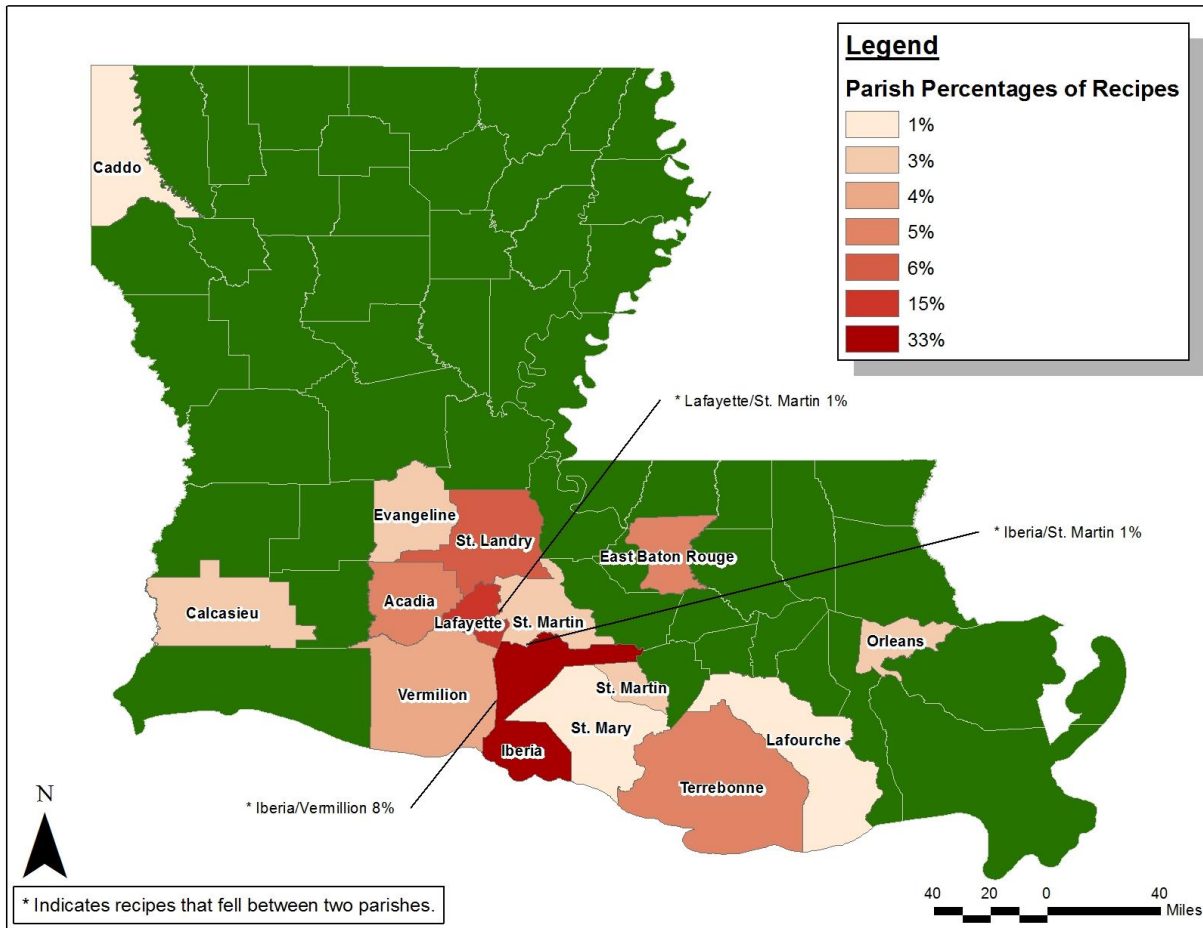 Legend
Parish Percentages of Recipes
1%
3%
4%
5%
6%
15%
33%
Caddo
* Lafayette/St. Martin 1%
Evangeline
St. Landry
* Iberia/St. Martin 1%
East Baton Rouge
Calcasieu
Acadia
Lafayette
St. Martin
Orleans
Vermilion
St. Martin
St. Mary
Lafourche
Iberia
Terrebonne
* Iberia/Vermillion 8%
N
* Indicates recipes that fell between two parishes.
40 20 0 40
Miles